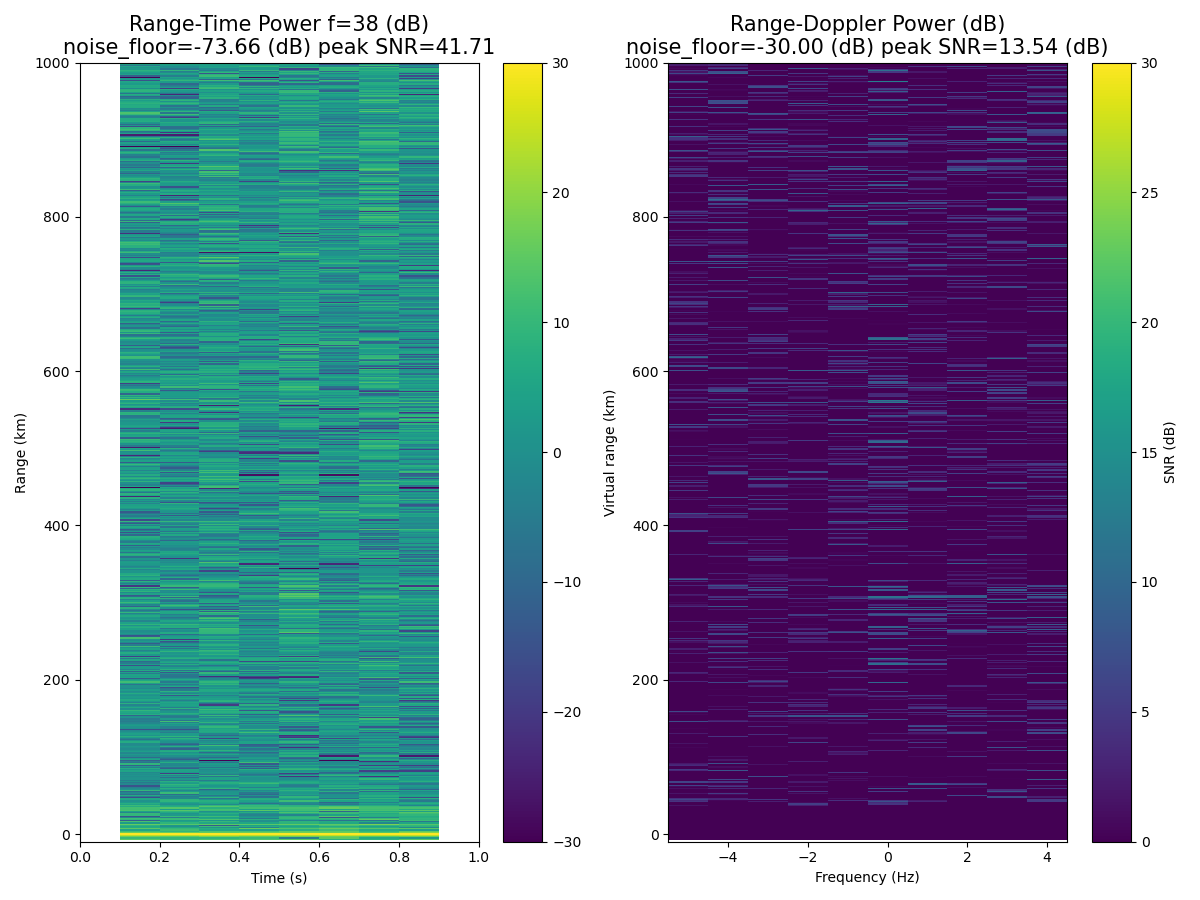 Range-Time Power f=38 (dB)
noise_floor=-73.66 (dB) peak SNR=41.71
Range (km)
1000
800
600
400
200
0
0.0 0.2 0.4 0.6 0.8 1.0
Time (s)
30
20
10
0
−10
−20
−30
Range-Doppler Power (dB)
noise_floor=-30.00 (dB) peak SNR=13.54 (dB)
Virtual range (km)
1000
800
600
400
200
0
−4 −2 0 2 4
Frequency (Hz)
30
25
20
15
10
5
0
SNR (dB)